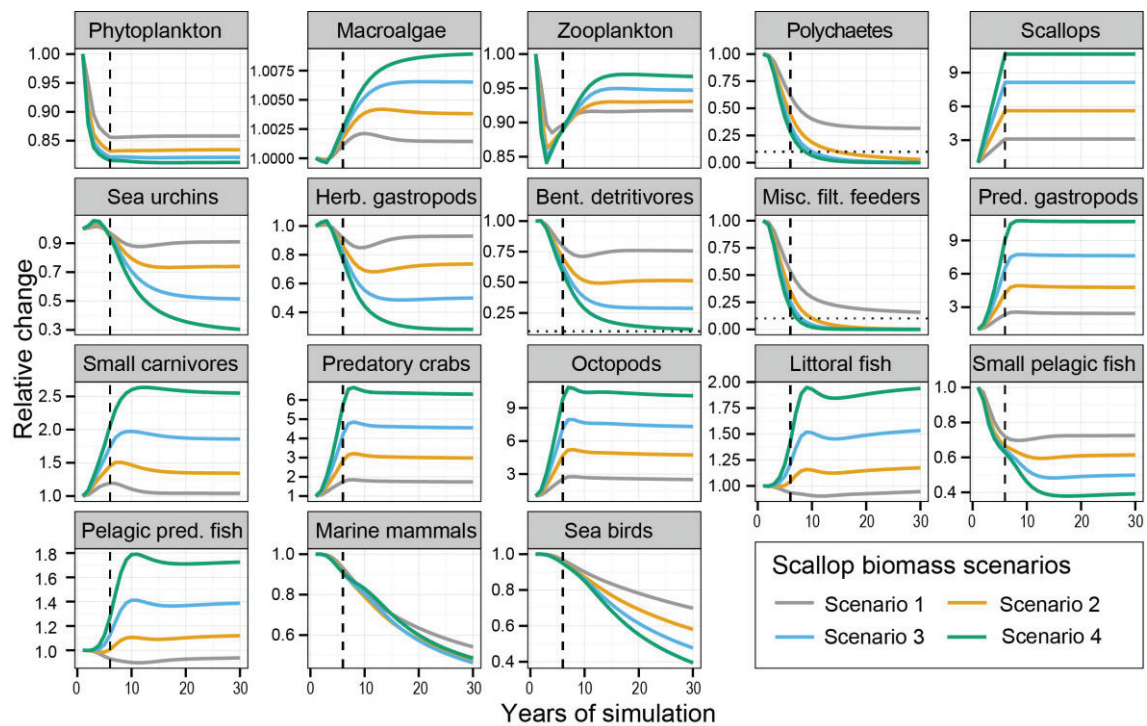 Phytoplankton
Macroalgae
Zooplankton
Polychaetes
Scallops
1.00
0.95
0.90
0.85
1.0075
1.0050
1.0025
1.0000
1.00
0.95
0.90
0.85
1.00
0.75
0.50
0.25
0.00
9
6
3
Sea urchins
Herb. gastropods
Bent. detritivores
Misc. filt. feeders
Pred. gastropods
0.9
0.7
0.5
0.3
1.0
0.8
0.6
0.4
1.00
0.75
0.50
0.25
1.00
0.75
0.50
0.25
0.00
9
6
3
Small carnivores
Predatory crabs
Octopods
Littoral fish
Small pelagic fish
2.5
2.0
1.5
1.0
6
5
4
3
2
1
9
6
3
2.00
1.75
1.50
1.25
1.00
1.0
0.8
0.6
0.4
0 10 20 30
0 10 20 30
Pelagic pred. fish
Marine mammals
Sea birds
1.8
1.6
1.4
1.2
1.0
1.0
0.8
0.6
1.0
0.8
0.6
0.4
0 10 20 30
0 10 20 30
0 10 20 30
Relative change
Years of simulation
Scallop biomass scenarios
Scenario 1
Scenario 2
Scenario 3
Scenario 4